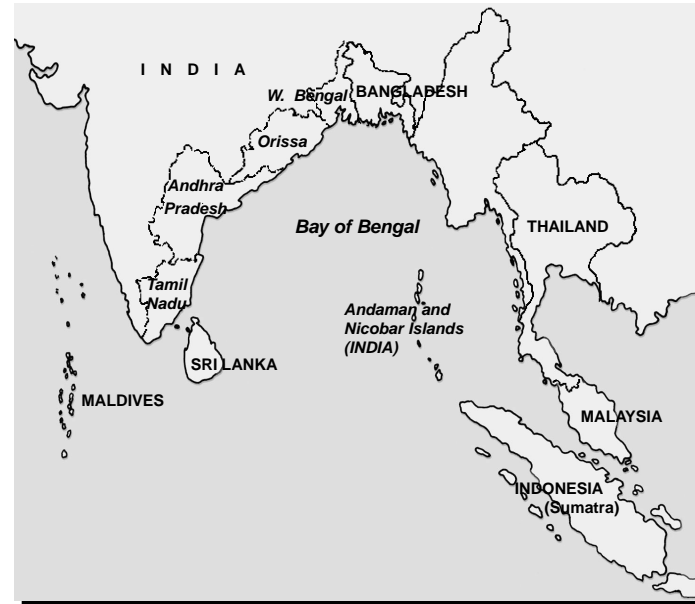 I N D I A
W. Bengal
BANGLADESH
Orissa
Andhra
Pradesh
Bay of Bengal
THAILAND
Tamil
Nadu
Andaman and
Nicobar Islands
(INDIA)
SRI LANKA
MALDIVES
MALAYSIA
INDONESIA
(Sumatra)